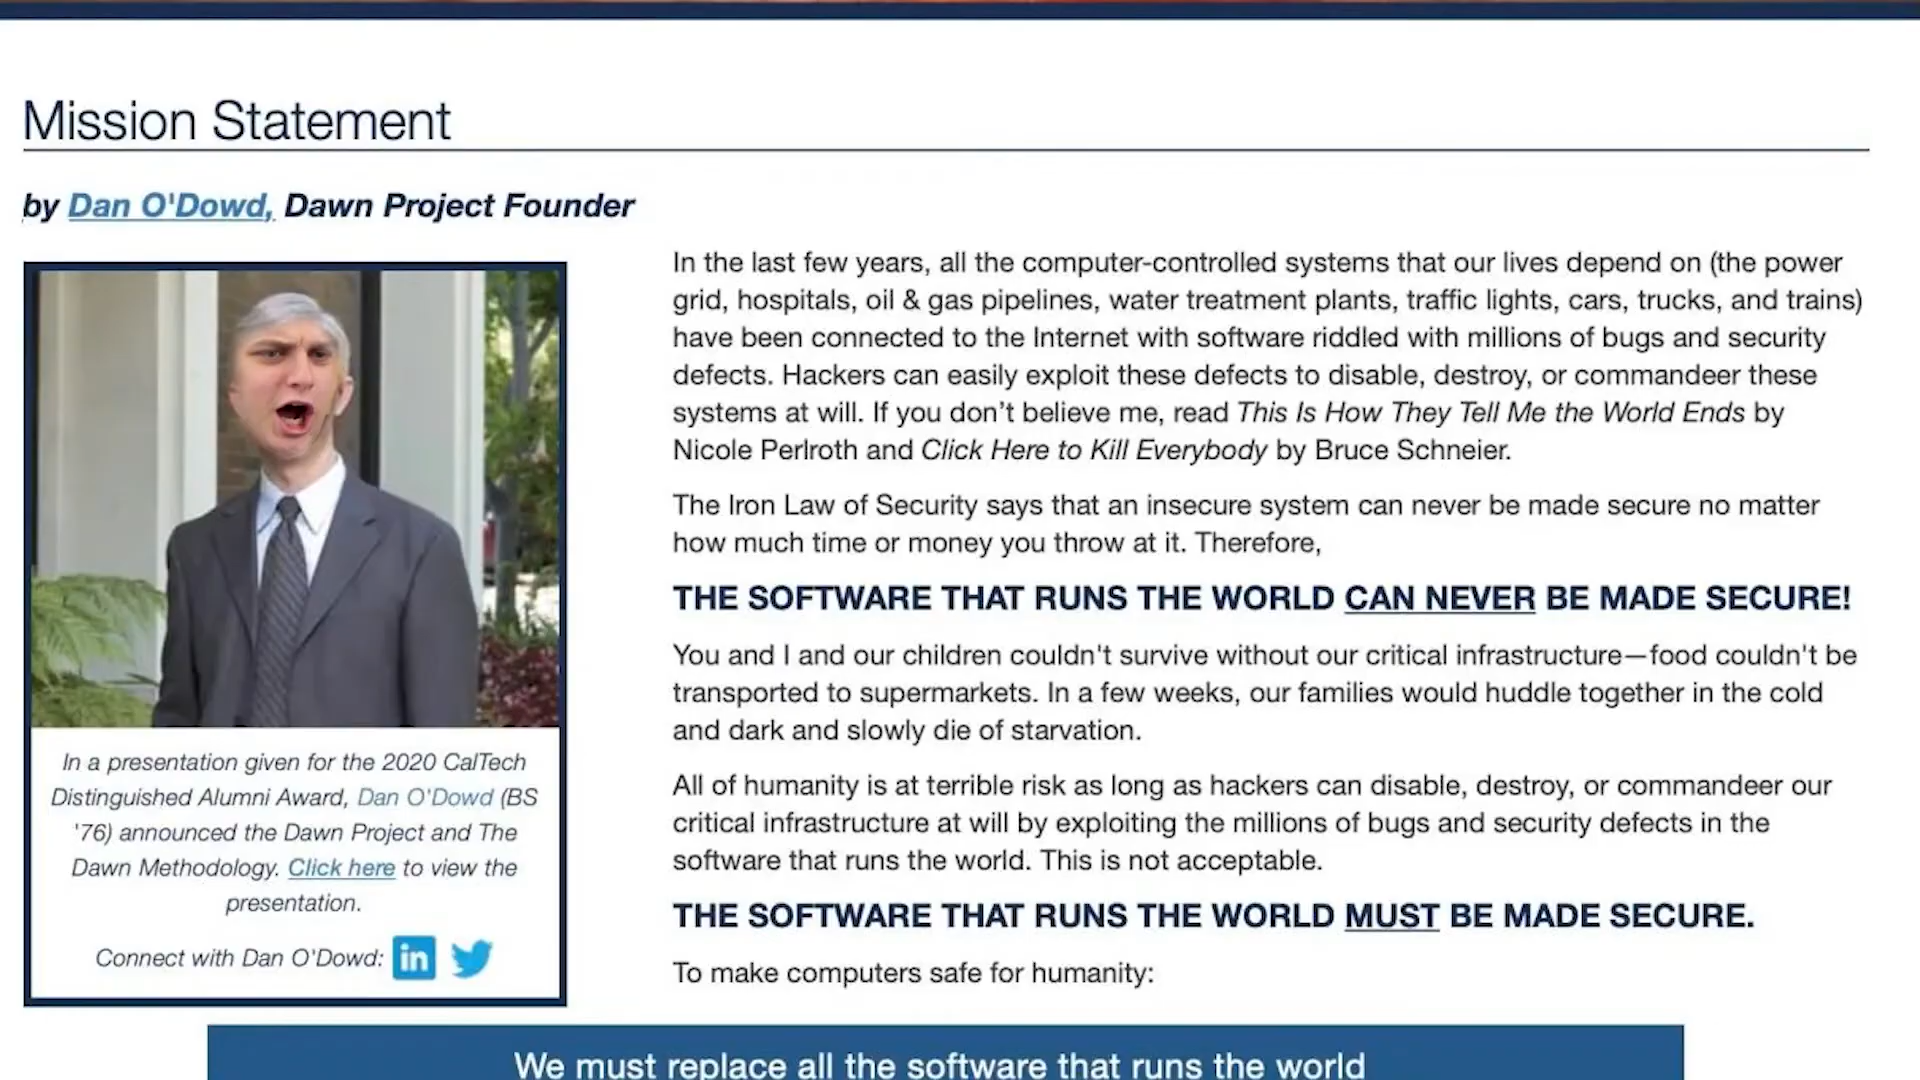 Mission Statement
by Dan O'Dowd, Dawn Project Founder
In the last few years, all the computer-controlled systems that our lives depend on (the power
grid, hospitals, oil & gas pipelines, water treatment plants, traffic lights, cars, trucks, and trains)
have been connected to the Internet with software riddled with millions of bugs and security
defects. Hackers can easily exploit these defects to disable, destroy, or commandeer these
systems at will. If you don’t believe me, read This Is How They Tell Me the World Ends by
Nicole Perlroth and Click Here to Kill Everybody by Bruce Schneier.
The Iron Law of Security says that an insecure system can never be made secure no matter
how much time or money you throw at it. Therefore,
THE SOFTWARE THAT RUNS THE WORLD CAN NEVER BE MADE SECURE!
You and I and our children couldn't survive without our critical infrastructure—food couldn't be
transported to supermarkets. In a few weeks, our families would huddle together in the cold
and dark and slowly die of starvation.
All of humanity is at terrible risk as long as hackers can disable, destroy, or commandeer our
critical infrastructure at will by exploiting the millions of bugs and security defects in the
software that runs the world. This is not acceptable.
THE SOFTWARE THAT RUNS THE WORLD MUST BE MADE SECURE.
To make computers safe for humanity:
In a presentation given for the 2020 CalTech
Distinguished Alumni Award, Dan O'Dowd (BS
'76) announced the Dawn Project and The
Dawn Methodology. Click here to view the
presentation.
Connect with Dan O'Dowd: in
We must replace all the software that runs the world